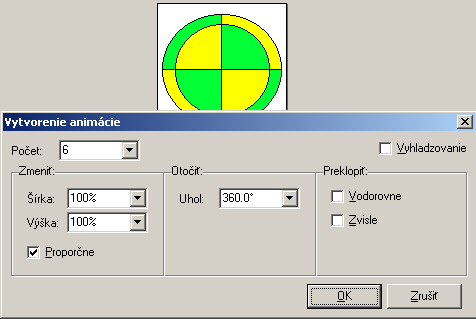 Vytvorenie animácie
Počet: 6
Vyhladzovanie
Zmeniť: Otočiť: Preklopiť:
Šírka: 100% Uhol: 360.0° Vodorovne
Výška: 100% Zvisle
Proporčne
OK Zrušiť